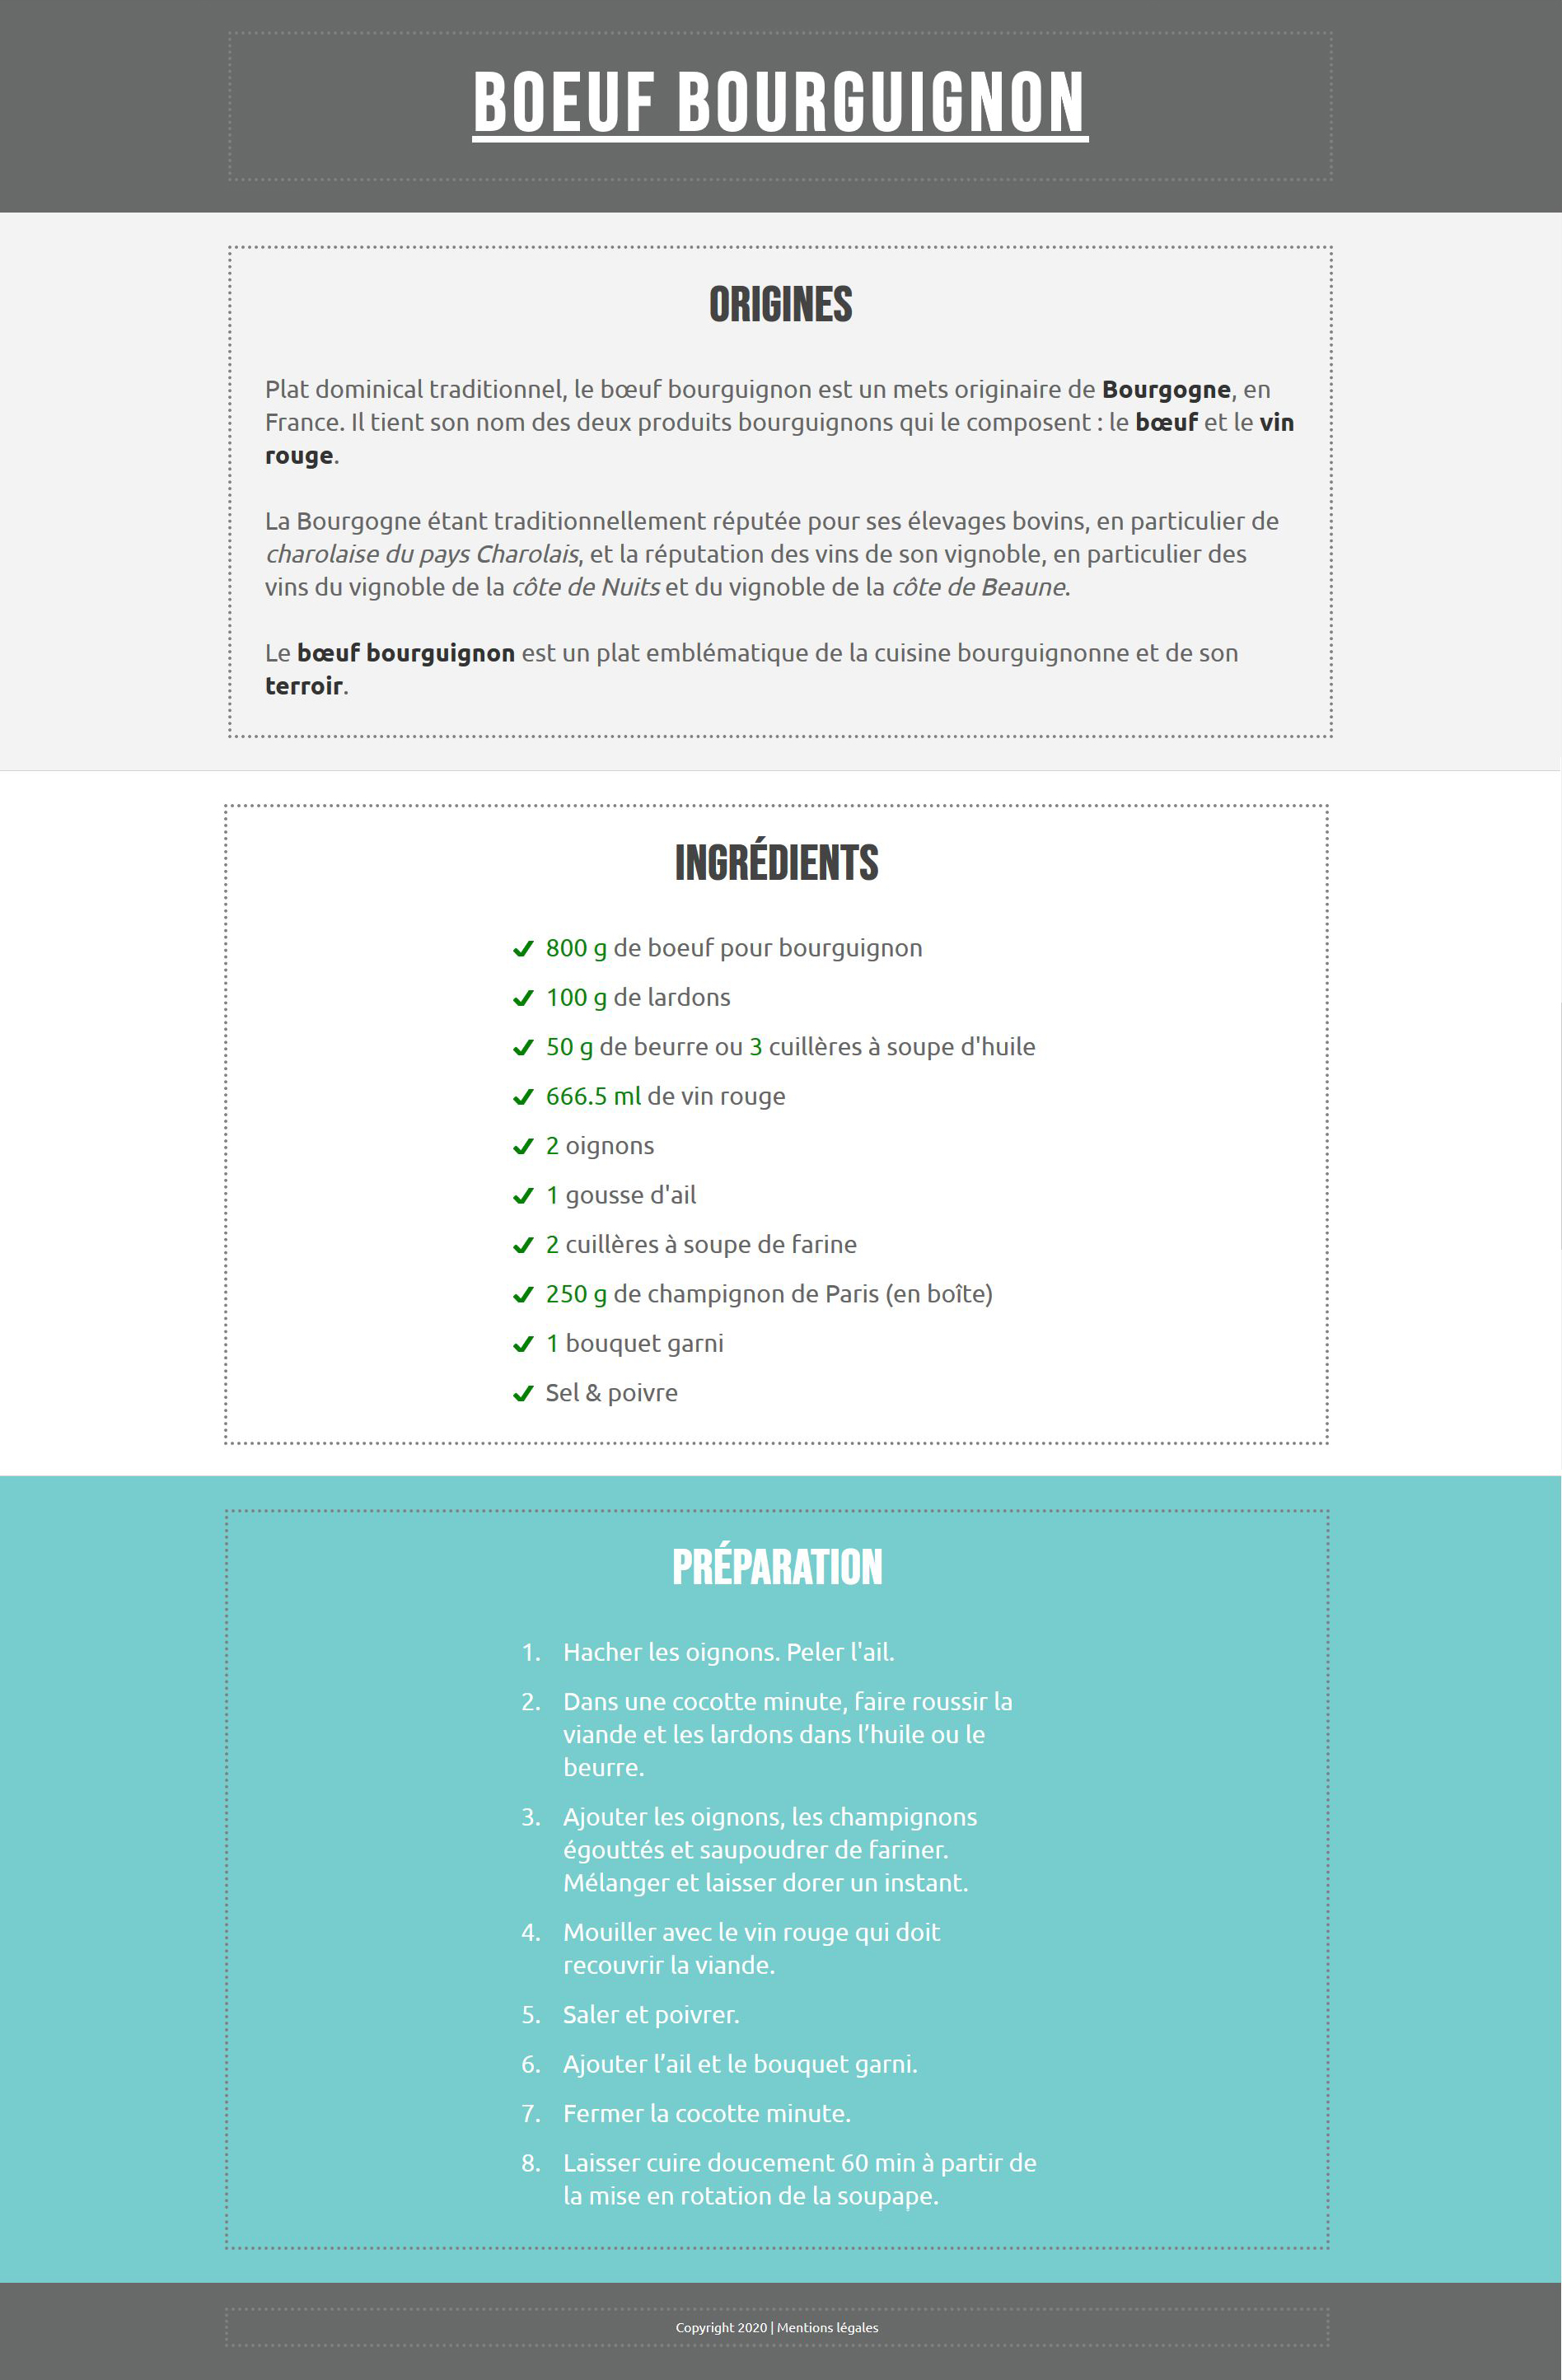 BOEUF BOURGUIGNON
ORIGINES
Plat dominical traditionnel, le bœuf bourguignon est un mets originaire de Bourgogne, en
France. Il tient son nom des deux produits bourguignons qui le composent : le bœuf et le vin
rouge.
La Bourgogne étant traditionnellement réputée pour ses élevages bovins, en particulier de
charolaise du pays Charolais, et la réputation des vins de son vignoble, en particulier des
vins du vignoble de la côte de Nuits et du vignoble de la côte de Beaune.
Le bœuf bourguignon est un plat emblématique de la cuisine bourguignonne et de son
terroir.
INGRÉDIENTS
800 g de boeuf pour bourguignon
100 g de lardons
50 g de beurre ou 3 cuillères à soupe d'huile
666.5 ml de vin rouge
2 oignons
1 gousse d'ail
2 cuillères à soupe de farine
250 g de champignon de Paris (en boîte)
1 bouquet garni
Sel & poivre
PRÉPARATION
1. Hacher les oignons. Peler l'ail.
2. Dans une cocotte minute, faire roussir la
viande et les lardons dans l’huile ou le
beurre.
3. Ajouter les oignons, les champignons
égouttés et saupoudrer de fariner.
Mélanger et laisser dorer un instant.
4. Mouiller avec le vin rouge qui doit
recouvrir la viande.
5. Saler et poivrer.
6. Ajouter l’ail et le bouquet garni.
7. Fermer la cocotte minute.
8. Laisser cuire doucement 60 min à partir de
la mise en rotation de la soupape.
Copyright 2020 | Mentions légales